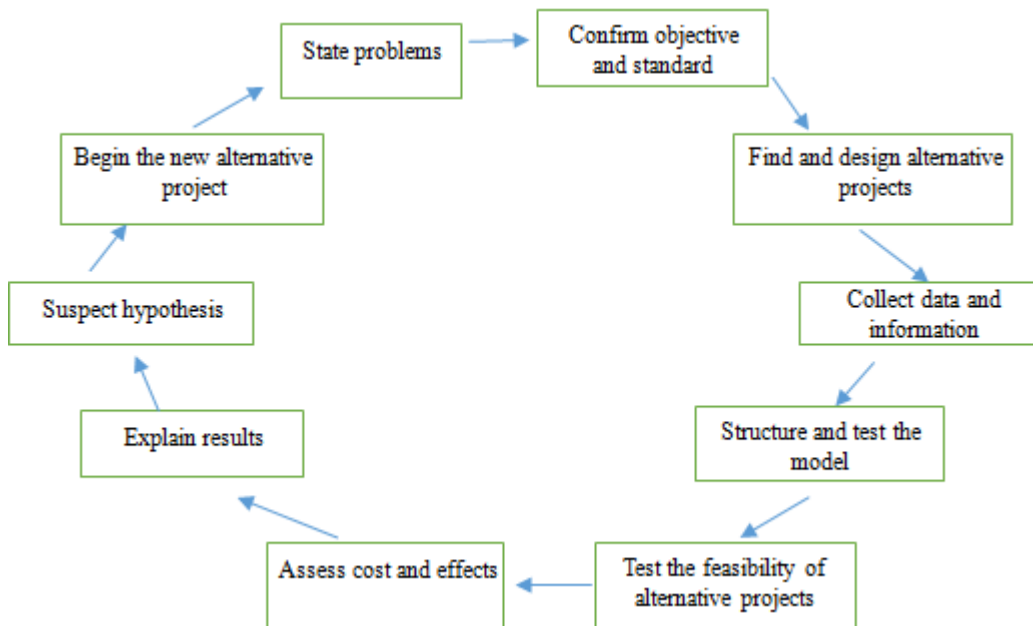 State problems
Confirm objective
and standard
Find and design alternative
projects
Collect data and
information
Structure and test the
model
Test the feasibility of
alternative projects
Assess cost and effects
Explain results
Suspect hypothesis
Begin the new alternative
project